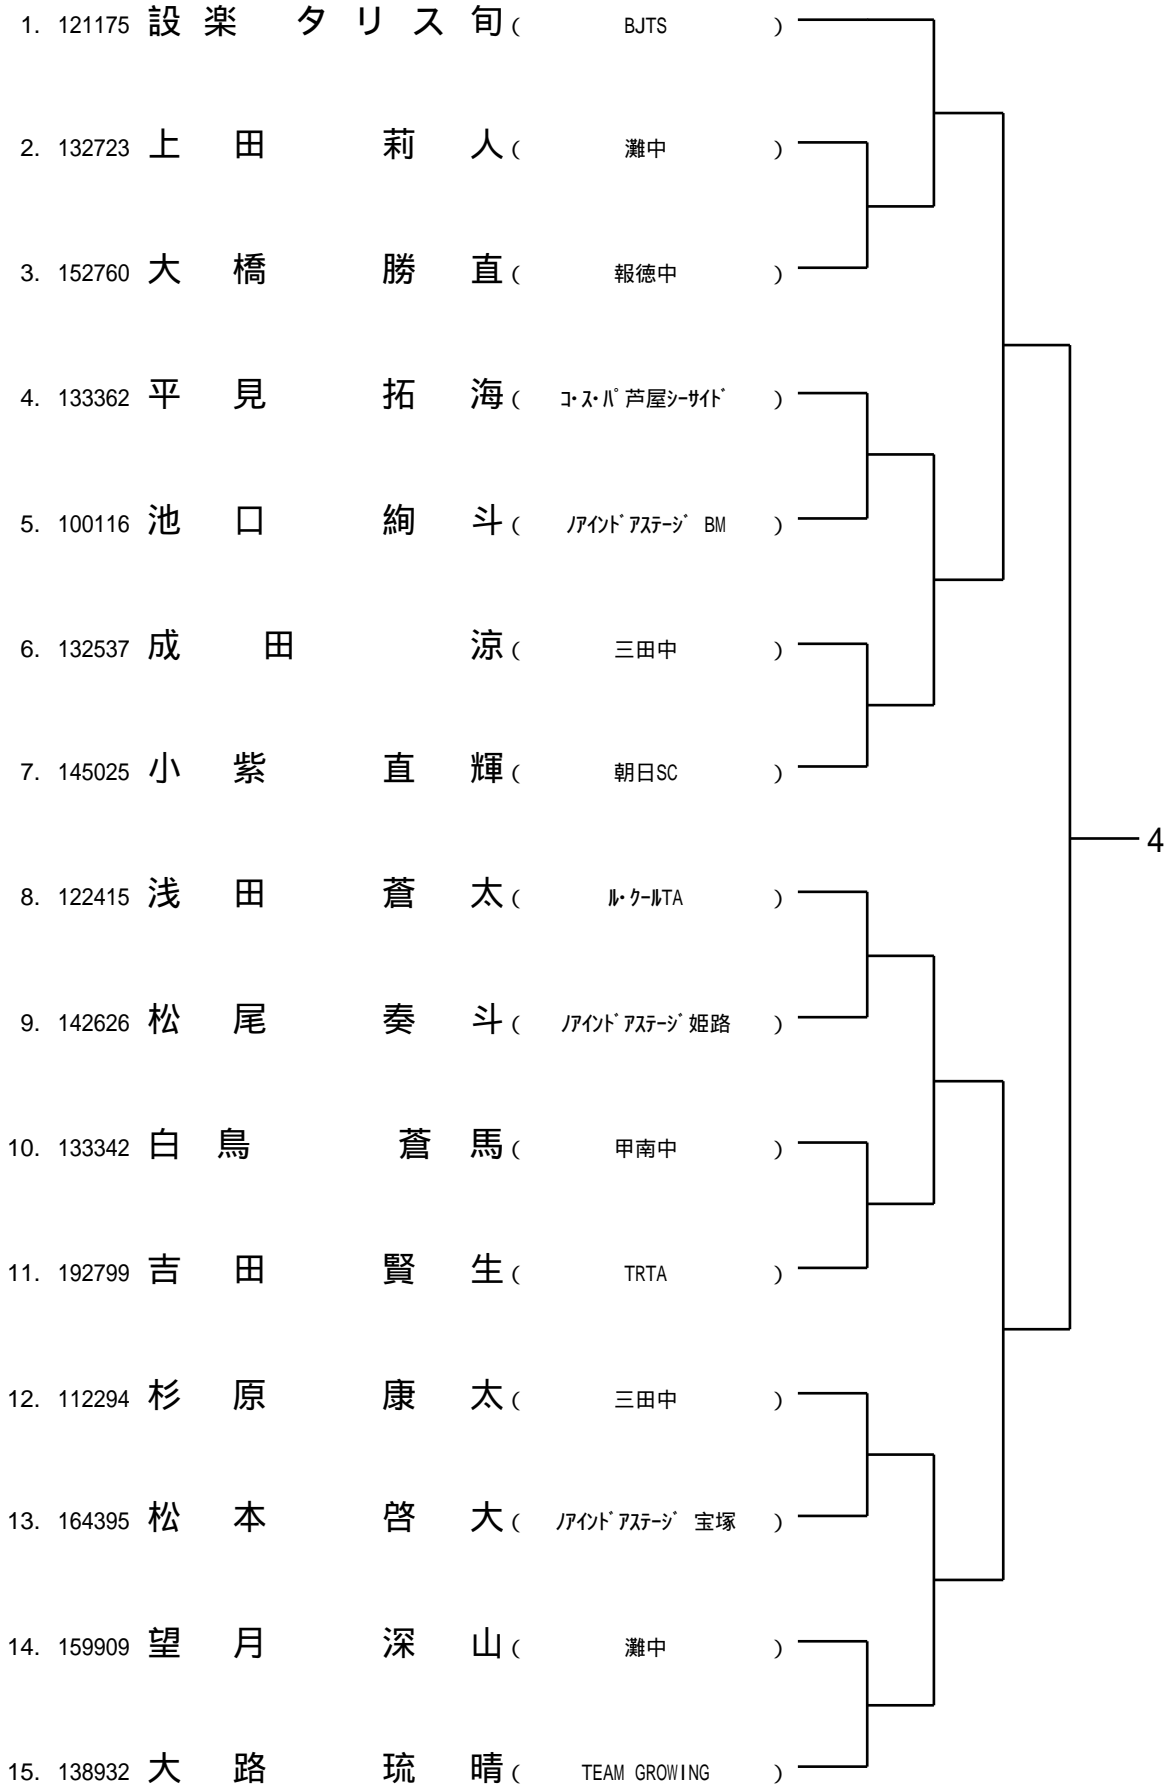 1. 121175 設楽 タリス旬 ( BJTS )
2. 132723 上田 莉人 ( 灘中 )
3. 152760 大橋 勝直 ( 報徳中 )
4. 133362 平見 拓海 ( コ・ス・パ芦屋シーサイド )
5. 100116 池口 絢斗 ( ノアインドアステージ BM )
6. 132537 成田 涼 ( 三田中 )
7. 145025 小紫 直輝 ( 朝日SC )
4
8. 122415 浅田 蒼太 ( ル・クールTA )
9. 142626 松尾 奏斗 ( ノアインドアステージ姫路 )
10. 133342 白鳥 蒼馬 ( 甲南中 )
11. 192799 吉田 賢生 ( TRTA )
12. 112294 杉原 康太 ( 三田中 )
13. 164395 松本 啓大 ( ノアインドアステージ 宝塚 )
14. 159909 望月 深山 ( 灘中 )
15. 138932 大路 琉晴 ( TEAM GROWING )